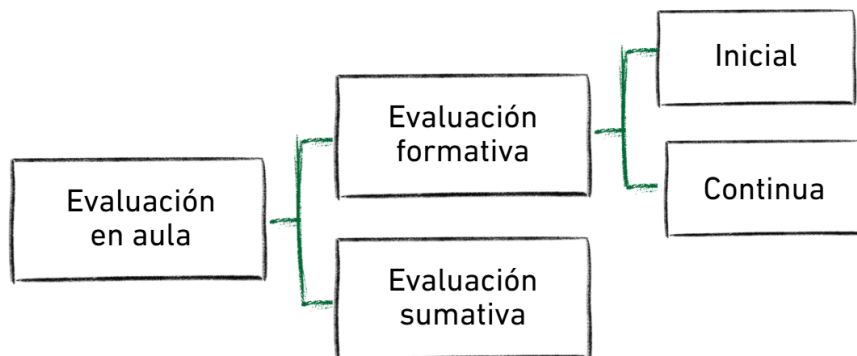 Evaluación
en aula
Evaluación
formativa
Inicial
Continua
Evaluación
sumativa